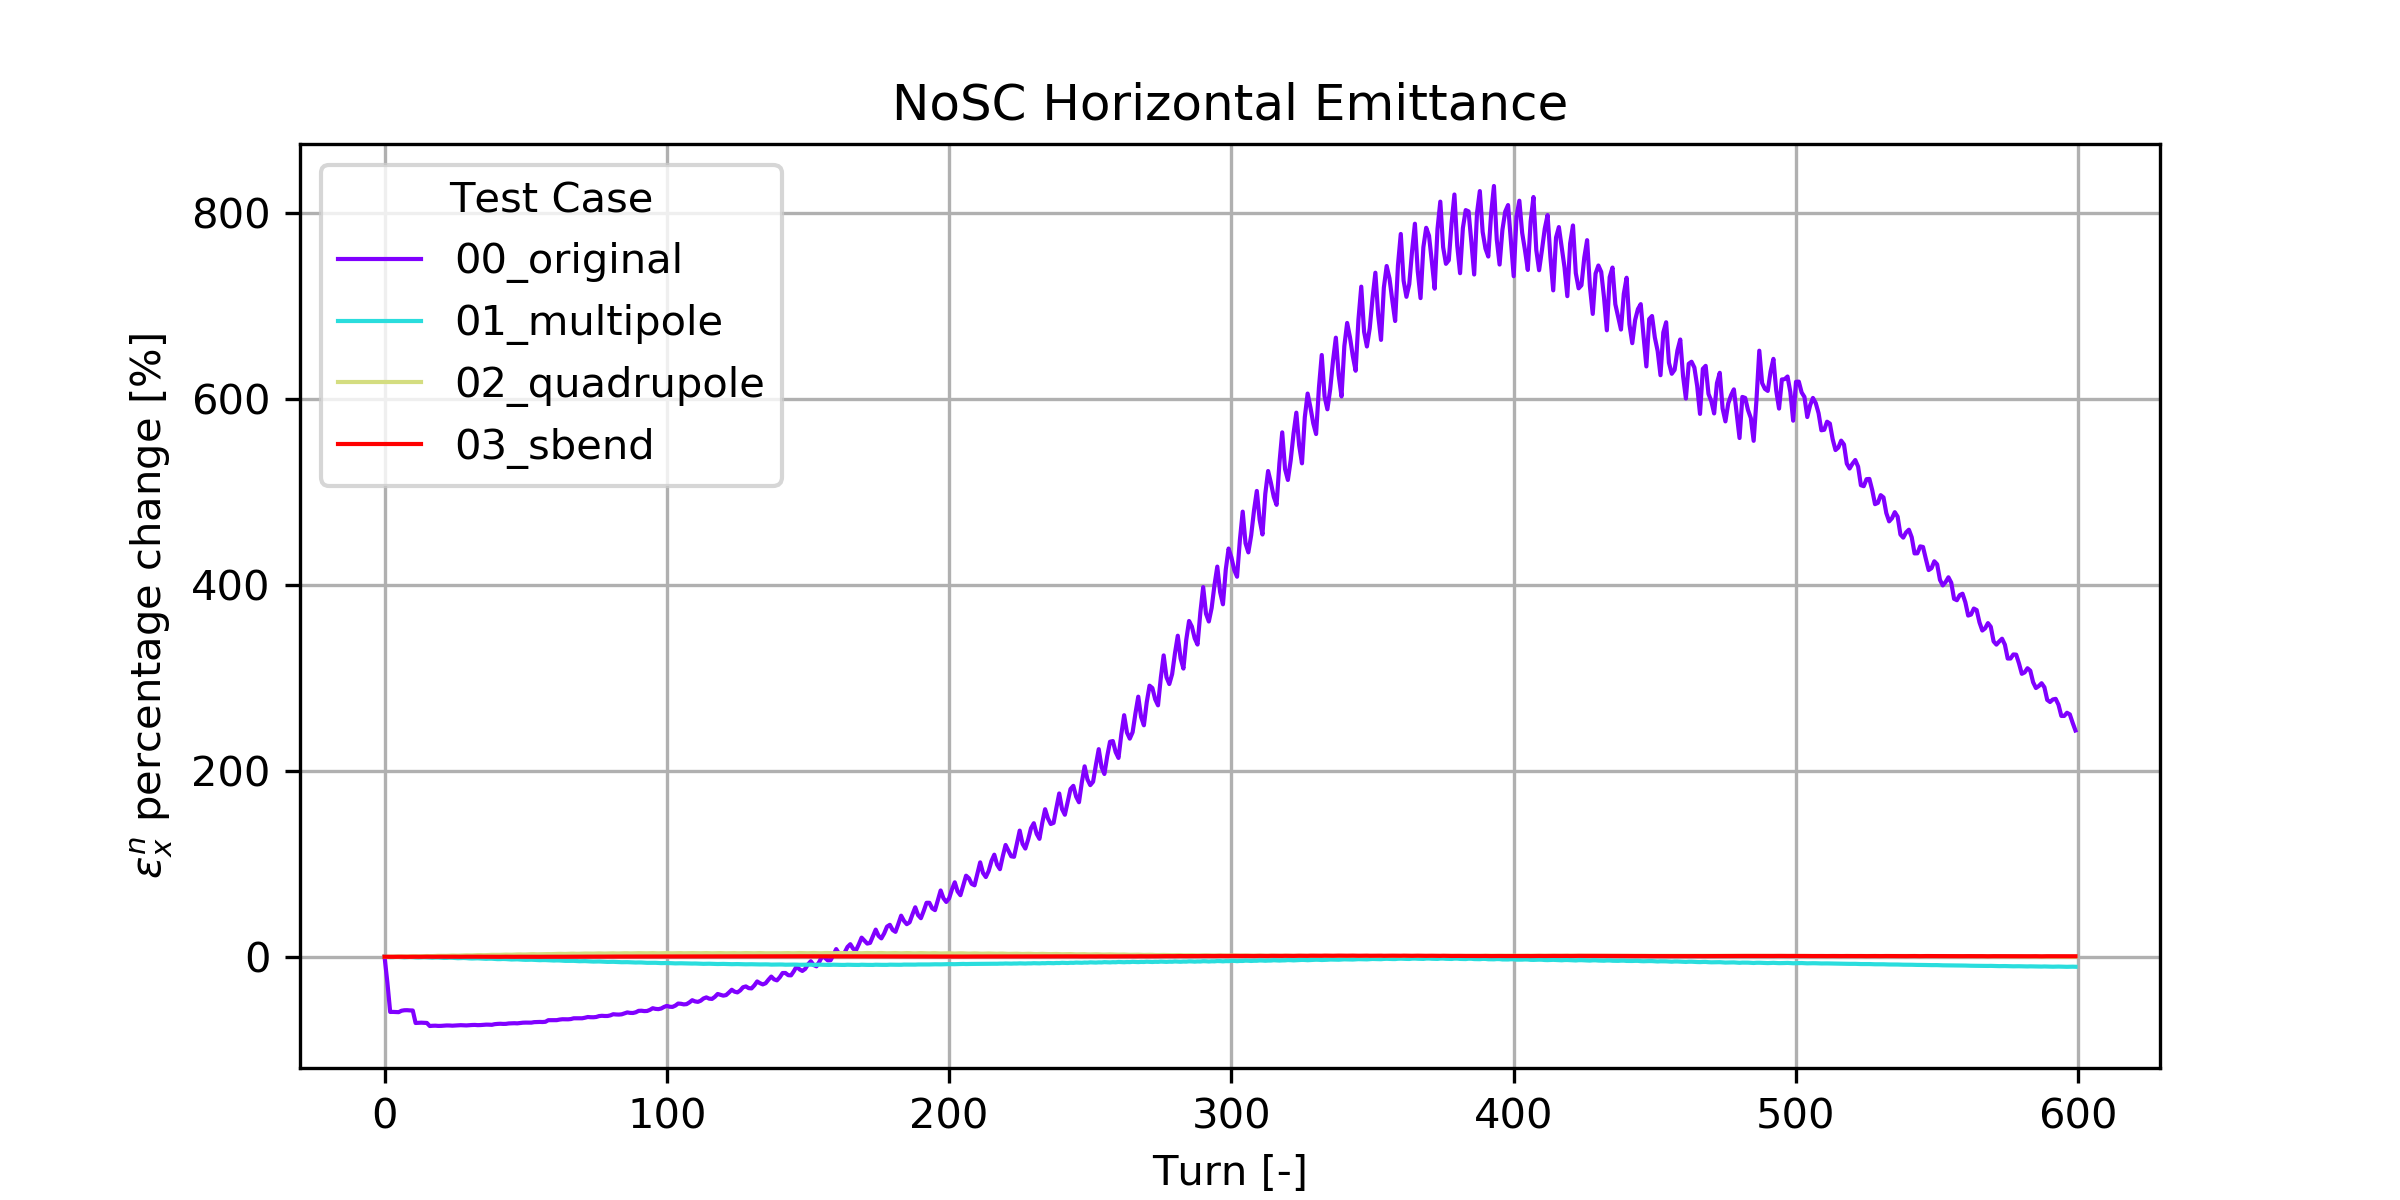 NoSC Horizontal Emittance
Test Case
00_original
01_multipole
02_quadrupole
03_sbend
800
600
400
200
0
ε_x^n percentage change [%]
0 100 200 300 400 500 600
Turn [-]